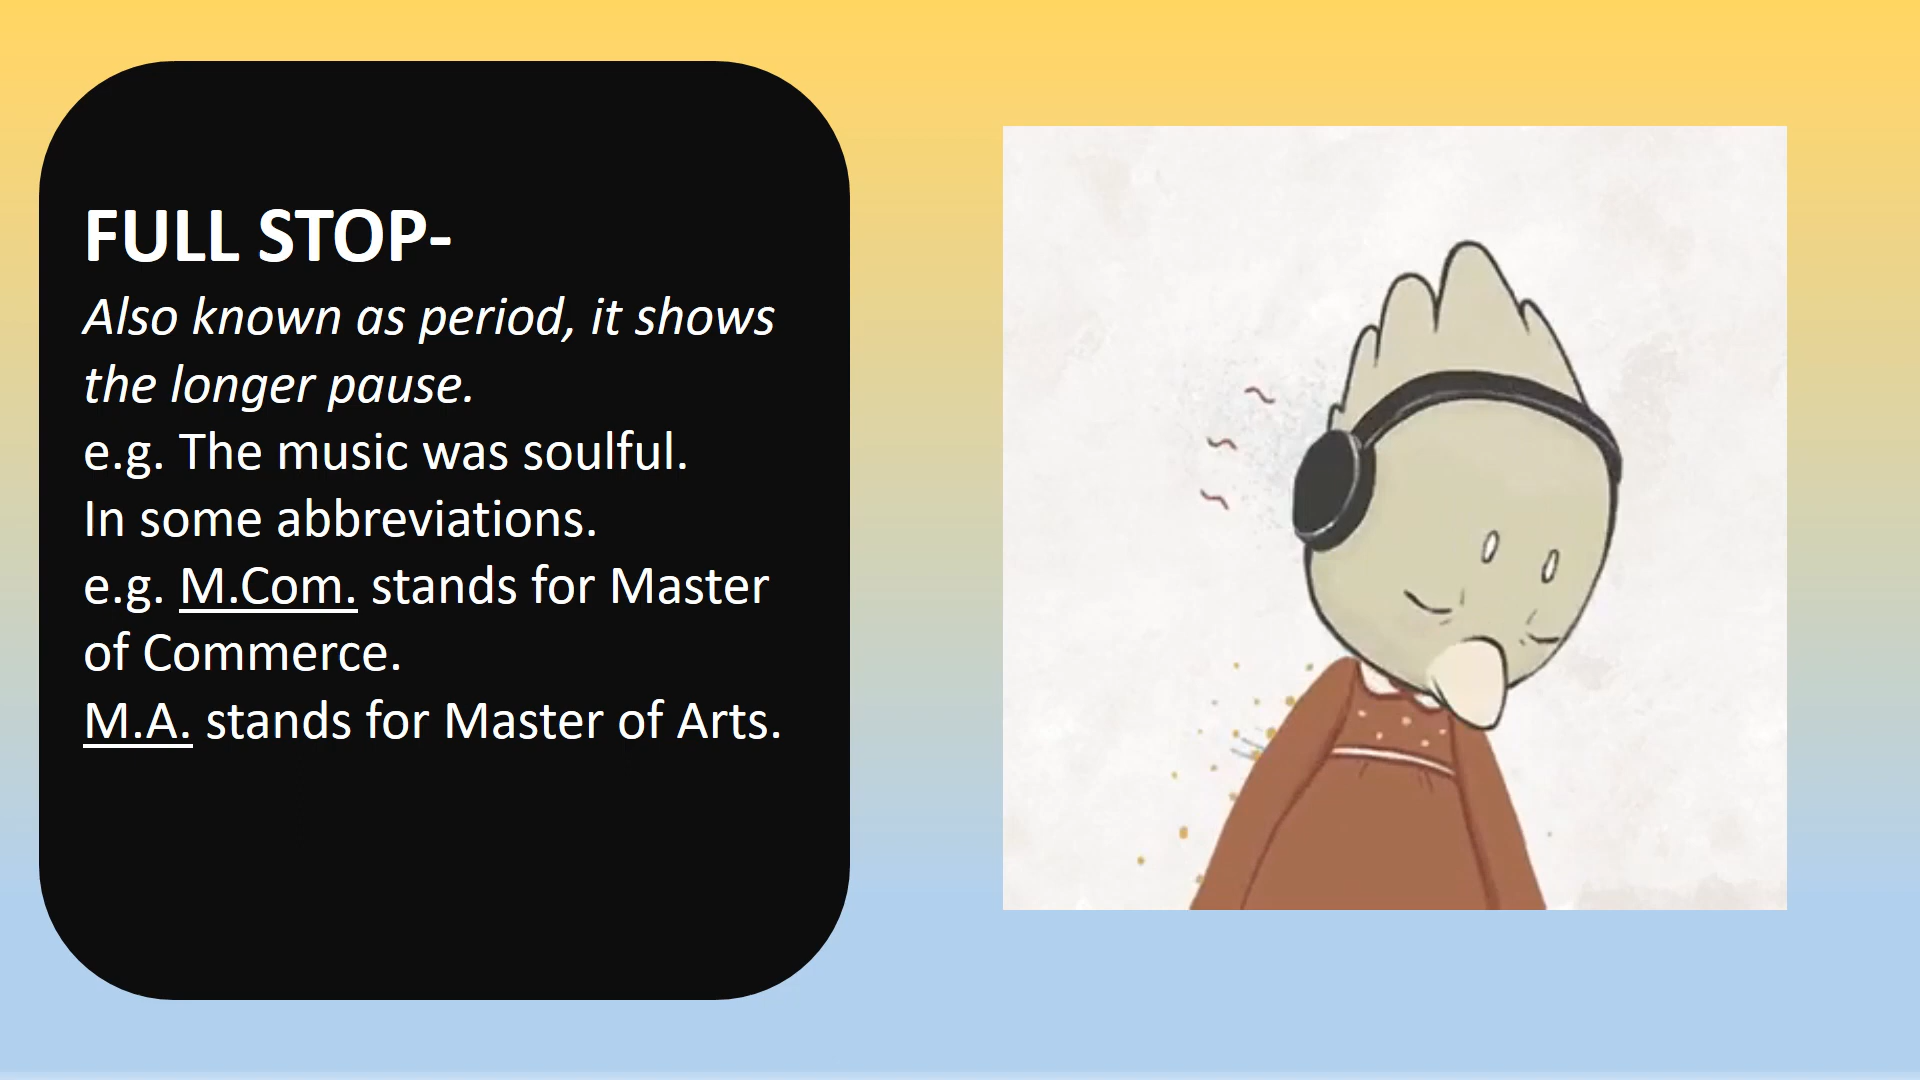 FULL STOP-
Also known as period, it shows
the longer pause.
e.g. The music was soulful.
In some abbreviations.
e.g. M.Com. stands for Master
of Commerce.
M.A. stands for Master of Arts.